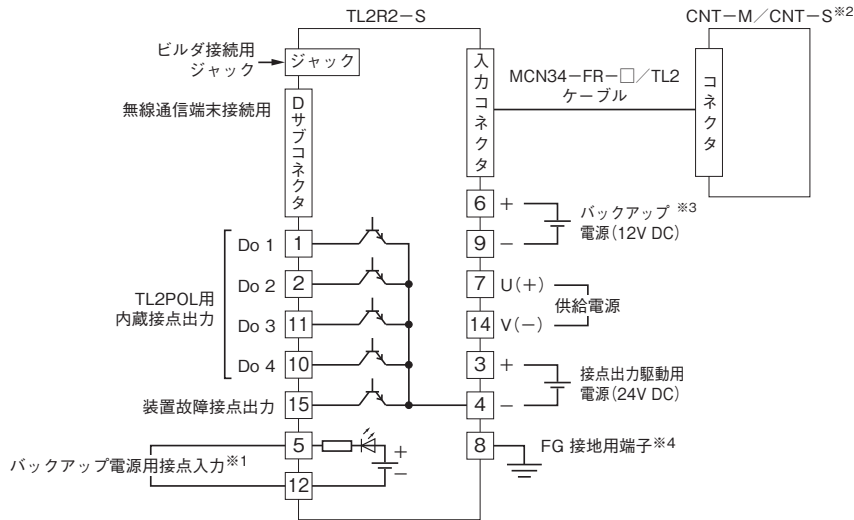 TL2R2－S
CNT－M／CNT－S※2
ビルダ接続用
ジャック
ジャック
無線通信端末接続用
Dサブコネクタ
入力コネクタ
MCN34－FR－□／TL2
ケーブル
コネクタ
6 ＋
9 －
バックアップ ※3
電源(12V DC)
Do 1 1
Do 2 2
Do 3 11
Do 4 10
TL2POL用
内蔵接点出力
7 U(＋)
14 V(－)
供給電源
3 ＋
4 －
接点出力駆動用
電源(24V DC)
装置故障接点出力 15
5
12
＋
－
バックアップ電源用接点入力※1
8 FG 接地用端子※4